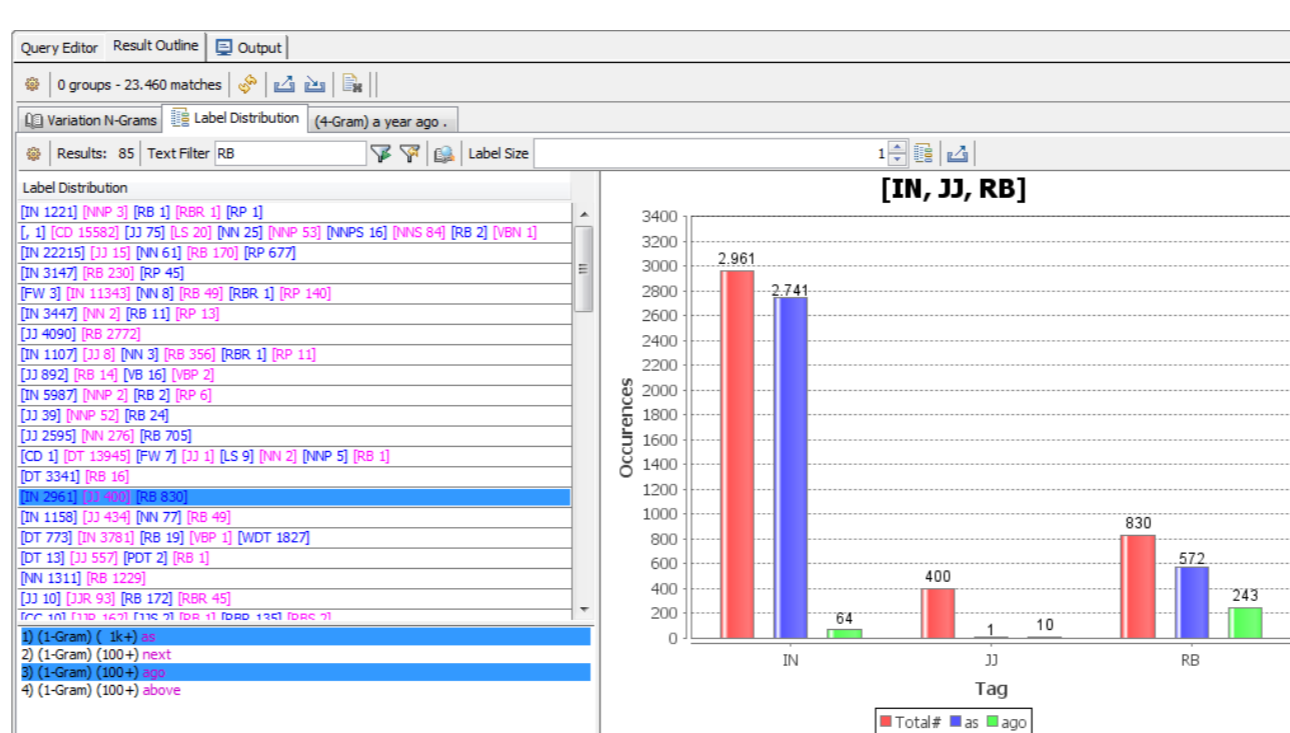 Query Editor Result Outline Output
0 groups - 23.460 matches
Variation N-Grams Label Distribution (4-Gram) a year ago .
Results: 85 Text Filter RB Label Size 1
Label Distribution
[IN 1221] [NNP 3] [RB 1] [RBR 1] [RP 1]
[, 1] [CD 15582] [JJ 75] [LS 20] [NN 25] [NNP 53] [NNPS 16] [NNS 84] [RB 2] [VBN 1]
[IN 22215] [JJ 15] [NN 61] [RB 170] [RP 677]
[IN 3147] [RB 230] [RP 45]
[FW 3] [IN 11343] [NN 8] [RB 49] [RBR 1] [RP 140]
[IN 3447] [NN 2] [RB 11] [RP 13]
[JJ 4090] [RB 2772]
[IN 1107] [JJ 8] [NN 3] [RB 356] [RBR 1] [RP 11]
[JJ 892] [RB 14] [VB 16] [VBP 2]
[IN 5987] [NNP 2] [RB 2] [RP 6]
[JJ 39] [NNP 52] [RB 24]
[JJ 2595] [NN 276] [RB 705]
[CD 1] [DT 13945] [FW 7] [JJ 1] [LS 9] [NN 2] [NNP 5] [RB 1]
[DT 3341] [RB 16]
[IN 2961] [JJ 400] [RB 830]
[IN 1158] [JJ 434] [NN 77] [RB 49]
[DT 773] [IN 3781] [RB 19] [VBP 1] [WDT 1827]
[DT 13] [JJ 557] [PDT 2] [RB 1]
[NN 1311] [RB 1229]
[JJ 10] [JJR 93] [RB 172] [RBR 45]
[CC 10] [JJR 162] [JJS 2] [RB 1] [RBR 135] [RBS 2]
1) (1-Gram) ( 1k+) as
2) (1-Gram) (100+) next
3) (1-Gram) (100+) ago
4) (1-Gram) (100+) above
[IN, JJ, RB]
3400
3200
3000
2800
2600
2400
2200
2000
1800
1600
1400
1200
1000
800
600
400
200
0
Occurences
2.961
2.741
64
400
1
10
830
572
243
IN JJ RB
Tag
Total# as ago